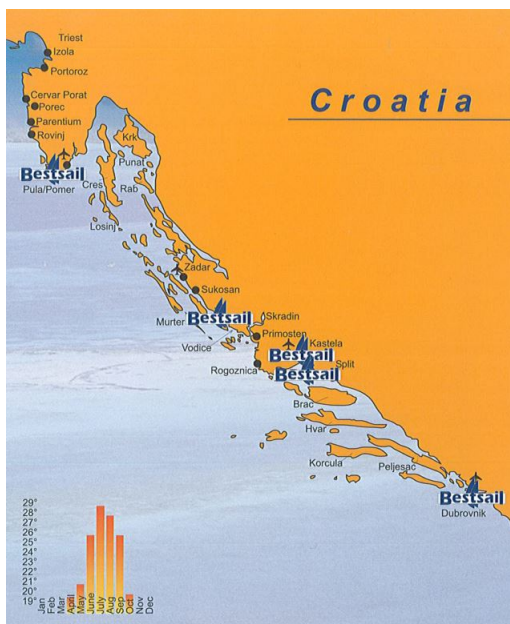 Triest
Izola
Portoroz
Croatia
Cervar Porat
Porec
Parentium
Rovinj
Krk
Punat
Bestsail
Pula/Pomer
Cres
Rab
Losinj
Zadar
Sukosan
Murter
Bestsail
Skradin
Vodice
Primosten
Kastela
Bestsail
Split
Rogoznica
Bestsail
Brac
Hvar
Korcula
Peljesac
Bestsail
Dubrovnik
29°
28°
27°
26°
25°
24°
23°
22°
21°
20°
19°
Jan
Feb
Mar
April
May
June
July
Aug
Sep
Oct
Nov
Dec